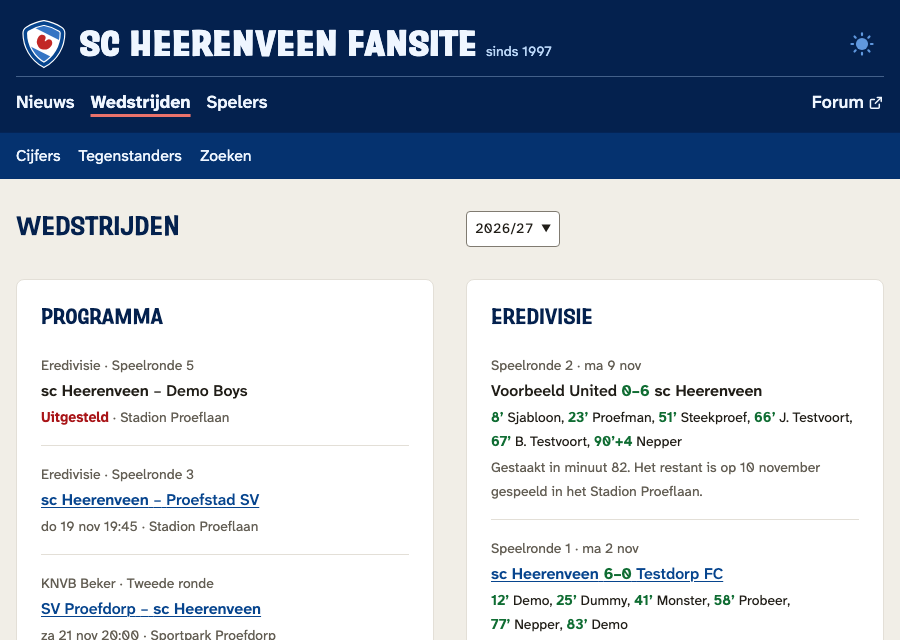 SC HEERENVEEN FANSITE sinds 1997
Nieuws Wedstrijden Spelers Forum
Cijfers Tegenstanders Zoeken
WEDSTRIJDEN
2026/27 ▼
PROGRAMMA
Eredivisie · Speelronde 5
sc Heerenveen – Demo Boys
Uitgesteld · Stadion Proeflaan
Eredivisie · Speelronde 3
sc Heerenveen – Proefstad SV
do 19 nov 19:45 · Stadion Proeflaan
KNVB Beker · Tweede ronde
SV Proefdorp – sc Heerenveen
za 21 nov 20:00 · Sportpark Proefdorp
EREDIVISIE
Speelronde 2 · ma 9 nov
Voorbeeld United 0–6 sc Heerenveen
8’ Sjabloon, 23’ Proefman, 51’ Steekproef, 66’ J. Testvoort,
67’ B. Testvoort, 90’+4 Nepper
Gestaakt in minuut 82. Het restant is op 10 november
gespeeld in het Stadion Proeflaan.
Speelronde 1 · ma 2 nov
sc Heerenveen 6–0 Testdorp FC
12’ Demo, 25’ Dummy, 41’ Monster, 58’ Probeer,
77’ Nepper, 83’ Demo